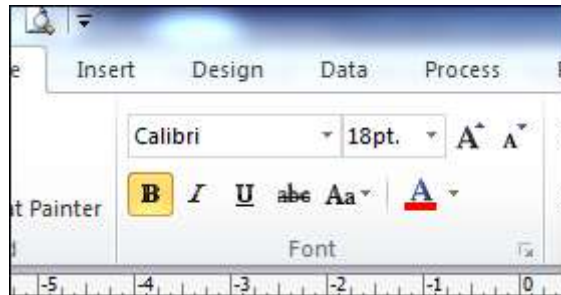 Insert Design Data Process
Calibri 18pt. A A
B I U abc Aa A
t Painter
Font
-5 -4 -3 -2 -1 0